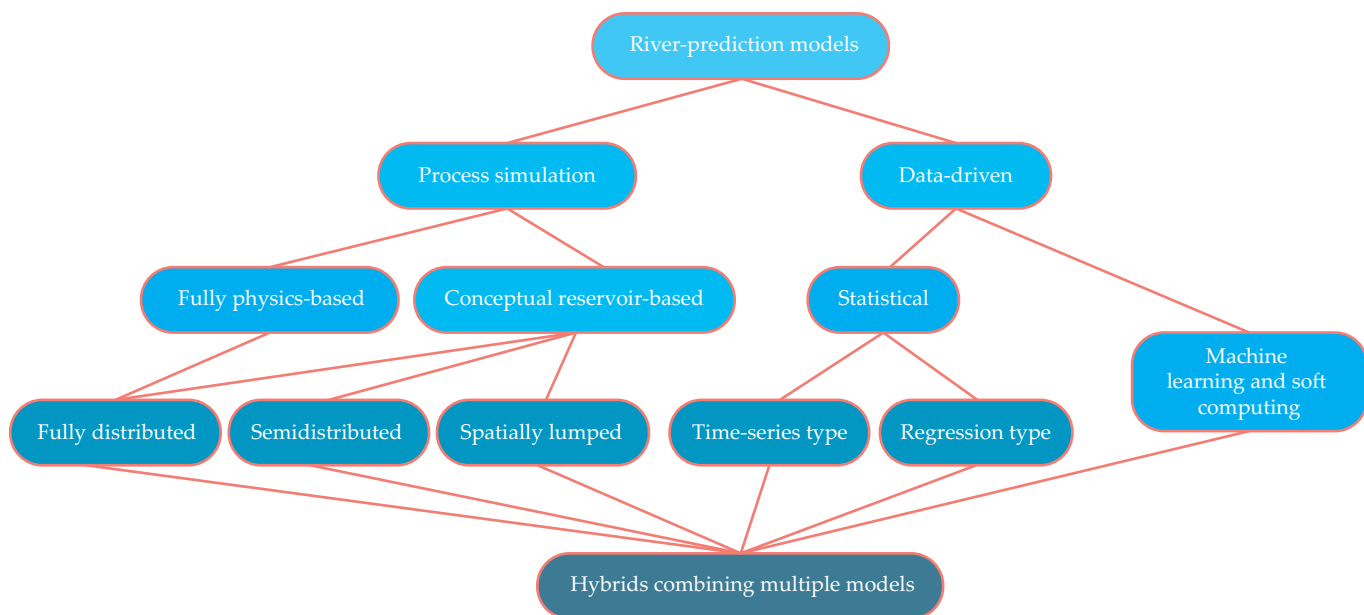 River-prediction models
Process simulation
Data-driven
Fully physics-based
Conceptual reservoir-based
Statistical
Machine
learning and soft
computing
Fully distributed
Semidistributed
Spatially lumped
Time-series type
Regression type
Hybrids combining multiple models